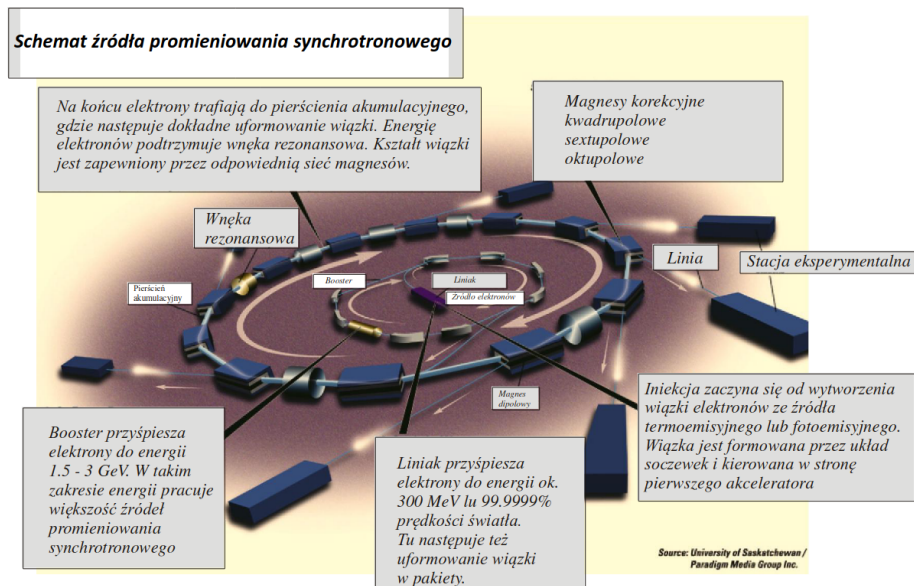 Schemat źródła promieniowania synchrotronowego
Na końcu elektrony trafiają do pierścienia akumulacyjnego,
gdzie następuje dokładne uformowanie wiązki. Energię
elektronów podtrzymuje wnęka rezonansowa. Kształt wiązki
jest zapewniony przez odpowiednią sieć magnesów.
Magnesy korekcyjne
kwadrupolowe
sextupolowe
oktupolowe
Wnęka
rezonansowa
Linia
Stacja eksperymentalna
Booster
Liniak
Źródło elektronów
Pierścień
akumulacyjny
Magnes
dipolowy
Booster przyśpiesza
elektrony do energii
1.5 - 3 GeV. W takim
zakresie energii pracuje
większość źródeł
promieniowania
synchrotronowego
Liniak przyśpiesza
elektrony do energii ok.
300 MeV lu 99.9999%
prędkości światła.
Tu następuje też
uformowanie wiązki
w pakiety.
Iniekcja zaczyna się od wytworzenia
wiązki elektronów ze źródła
termoemisyjnego lub fotoemisyjnego.
Wiązka jest formowana przez układ
soczewek i kierowana w stronę
pierwszego akceleratora
Source: University of Saskatchewan /
Paradigm Media Group Inc.